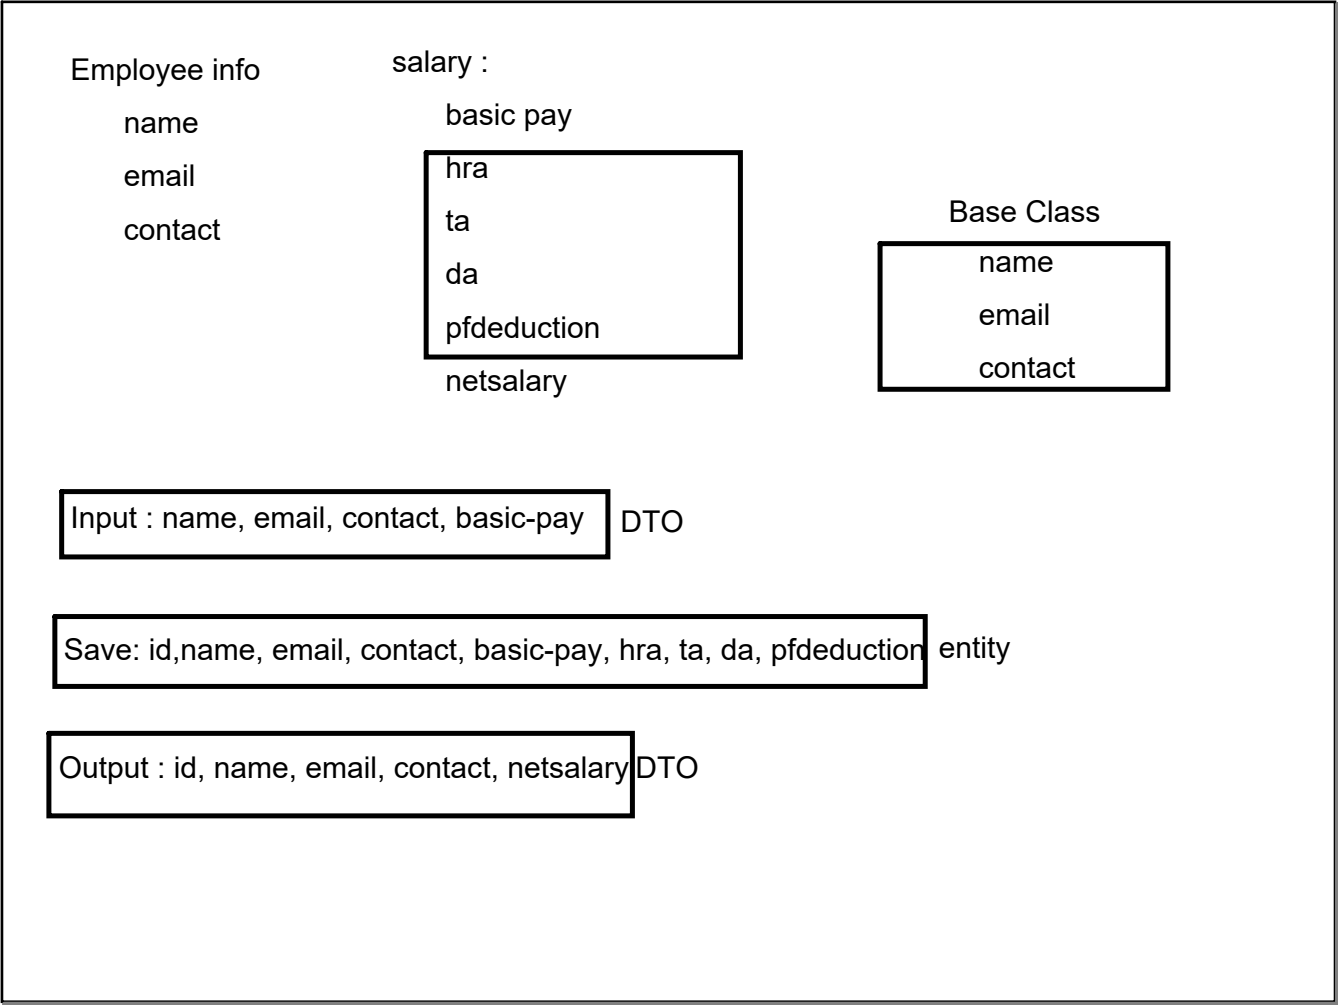 Employee info
name
email
contact
salary :
basic pay
hra
ta
da
pfdeduction
netsalary
Base Class
name
email
contact
Input : name, email, contact, basic-pay
DTO
Save: id,name, email, contact, basic-pay, hra, ta, da, pfdeduction
entity
Output : id, name, email, contact, netsalary
DTO